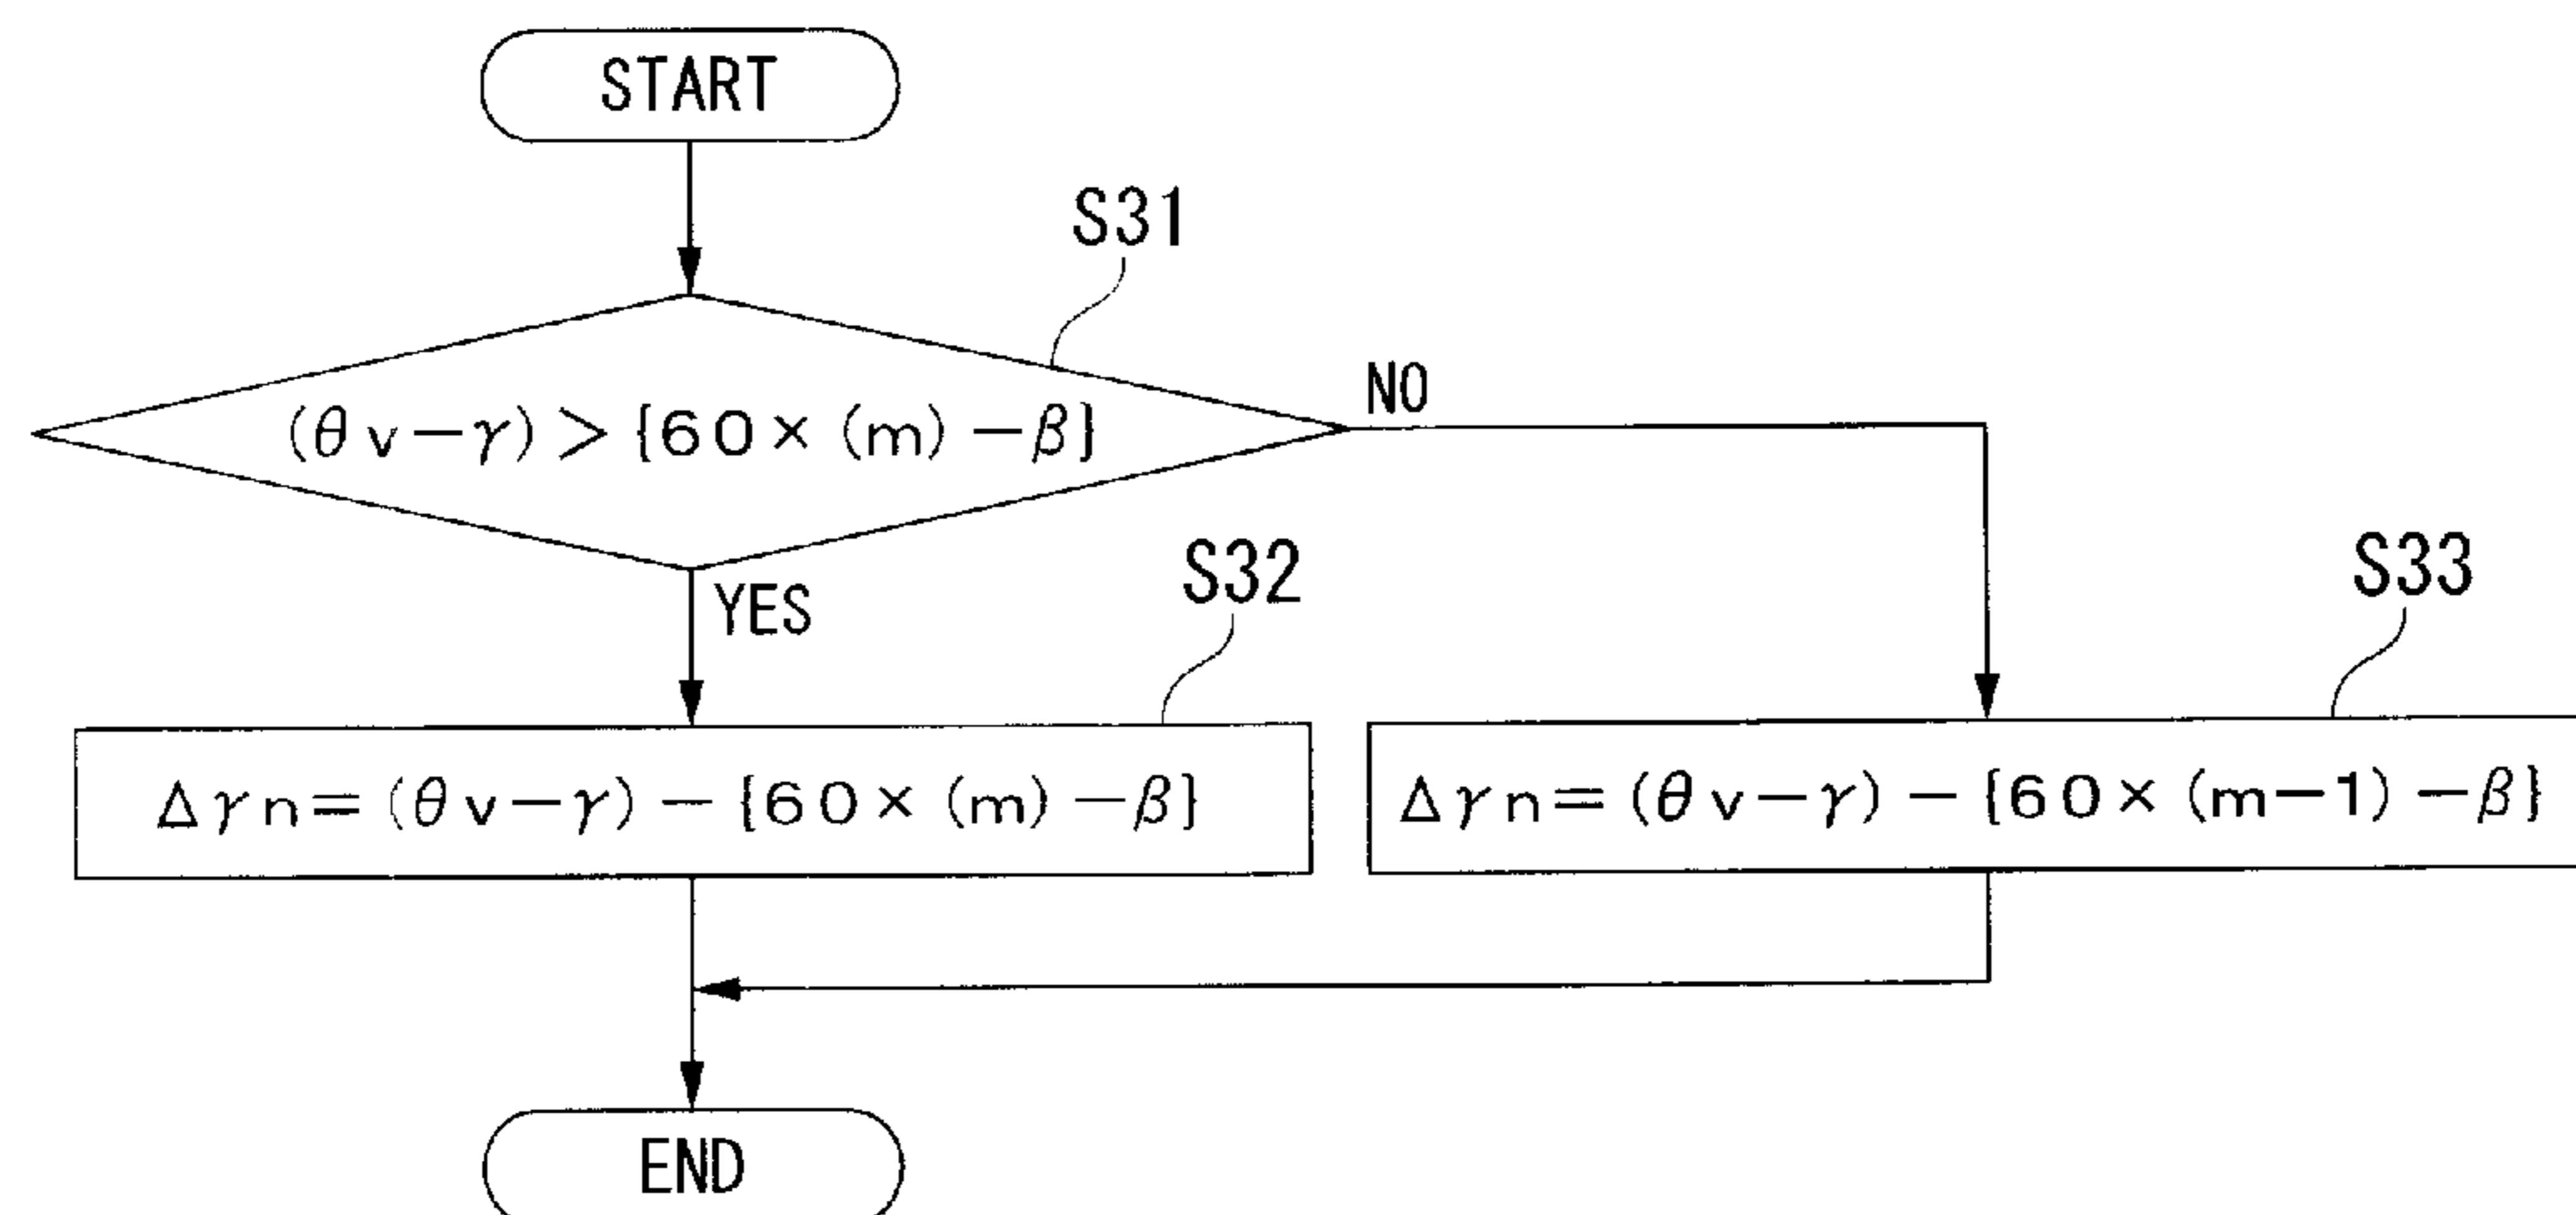 START
S31
(θv−γ)>{60×(m)−β}
NO
YES
S32
S33
Δγn=(θv−γ)−{60×(m)−β}
Δγn=(θv−γ)−{60×(m−1)−β}
END